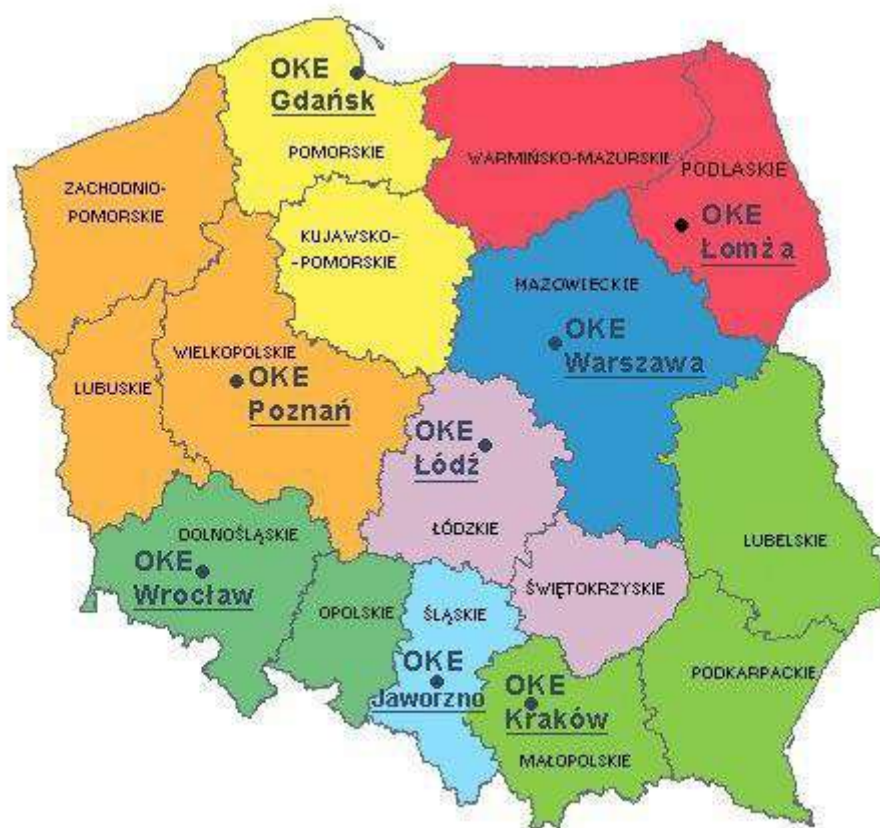 OKE
Gdańsk
POMORSKIE
WARMIŃSKO-MAZURSKIE
PODLASKIE
ZACHODNIO-
POMORSKIE
OKE
Łomża
KUJAWSKO-
-POMORSKIE
MAZOWIECKIE
OKE
Warszawa
WIELKOPOLSKIE
LUBUSKIE
OKE
Poznań
OKE
Łódź
ŁÓDZKIE
DOLNOŚLĄSKIE
LUBELSKIE
OKE
Wrocław
OPOLSKIE
ŚLĄSKIE
ŚWIĘTOKRZYSKIE
OKE
Jaworzno
OKE
Kraków
PODKARPACKIE
MAŁOPOLSKIE